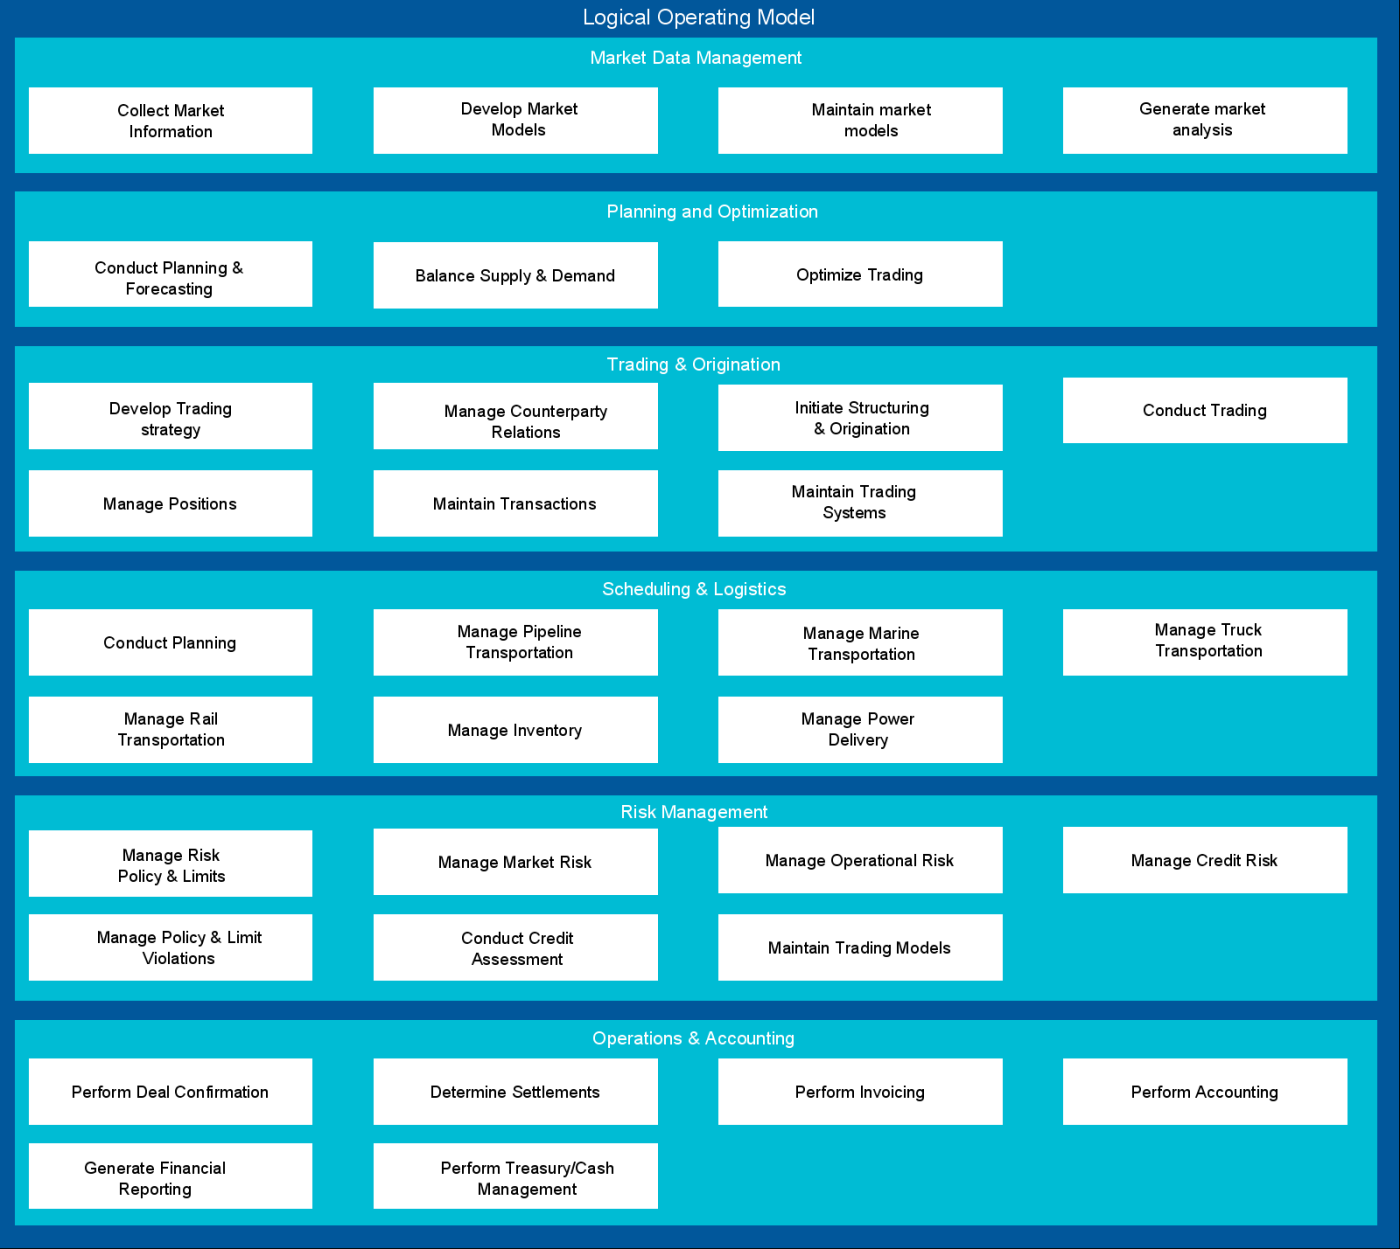 Logical Operating Model
Market Data Management
Collect Market
Information
Develop Market
Models
Maintain market
models
Generate market
analysis
Planning and Optimization
Conduct Planning &
Forecasting
Balance Supply & Demand
Optimize Trading
Trading & Origination
Develop Trading
strategy
Manage Counterparty
Relations
Initiate Structuring
& Origination
Conduct Trading
Manage Positions
Maintain Transactions
Maintain Trading
Systems
Scheduling & Logistics
Conduct Planning
Manage Pipeline
Transportation
Manage Marine
Transportation
Manage Truck
Transportation
Manage Rail
Transportation
Manage Inventory
Manage Power
Delivery
Risk Management
Manage Risk
Policy & Limits
Manage Market Risk
Manage Operational Risk
Manage Credit Risk
Manage Policy & Limit
Violations
Conduct Credit
Assessment
Maintain Trading Models
Operations & Accounting
Perform Deal Confirmation
Determine Settlements
Perform Invoicing
Perform Accounting
Generate Financial
Reporting
Perform Treasury/Cash
Management